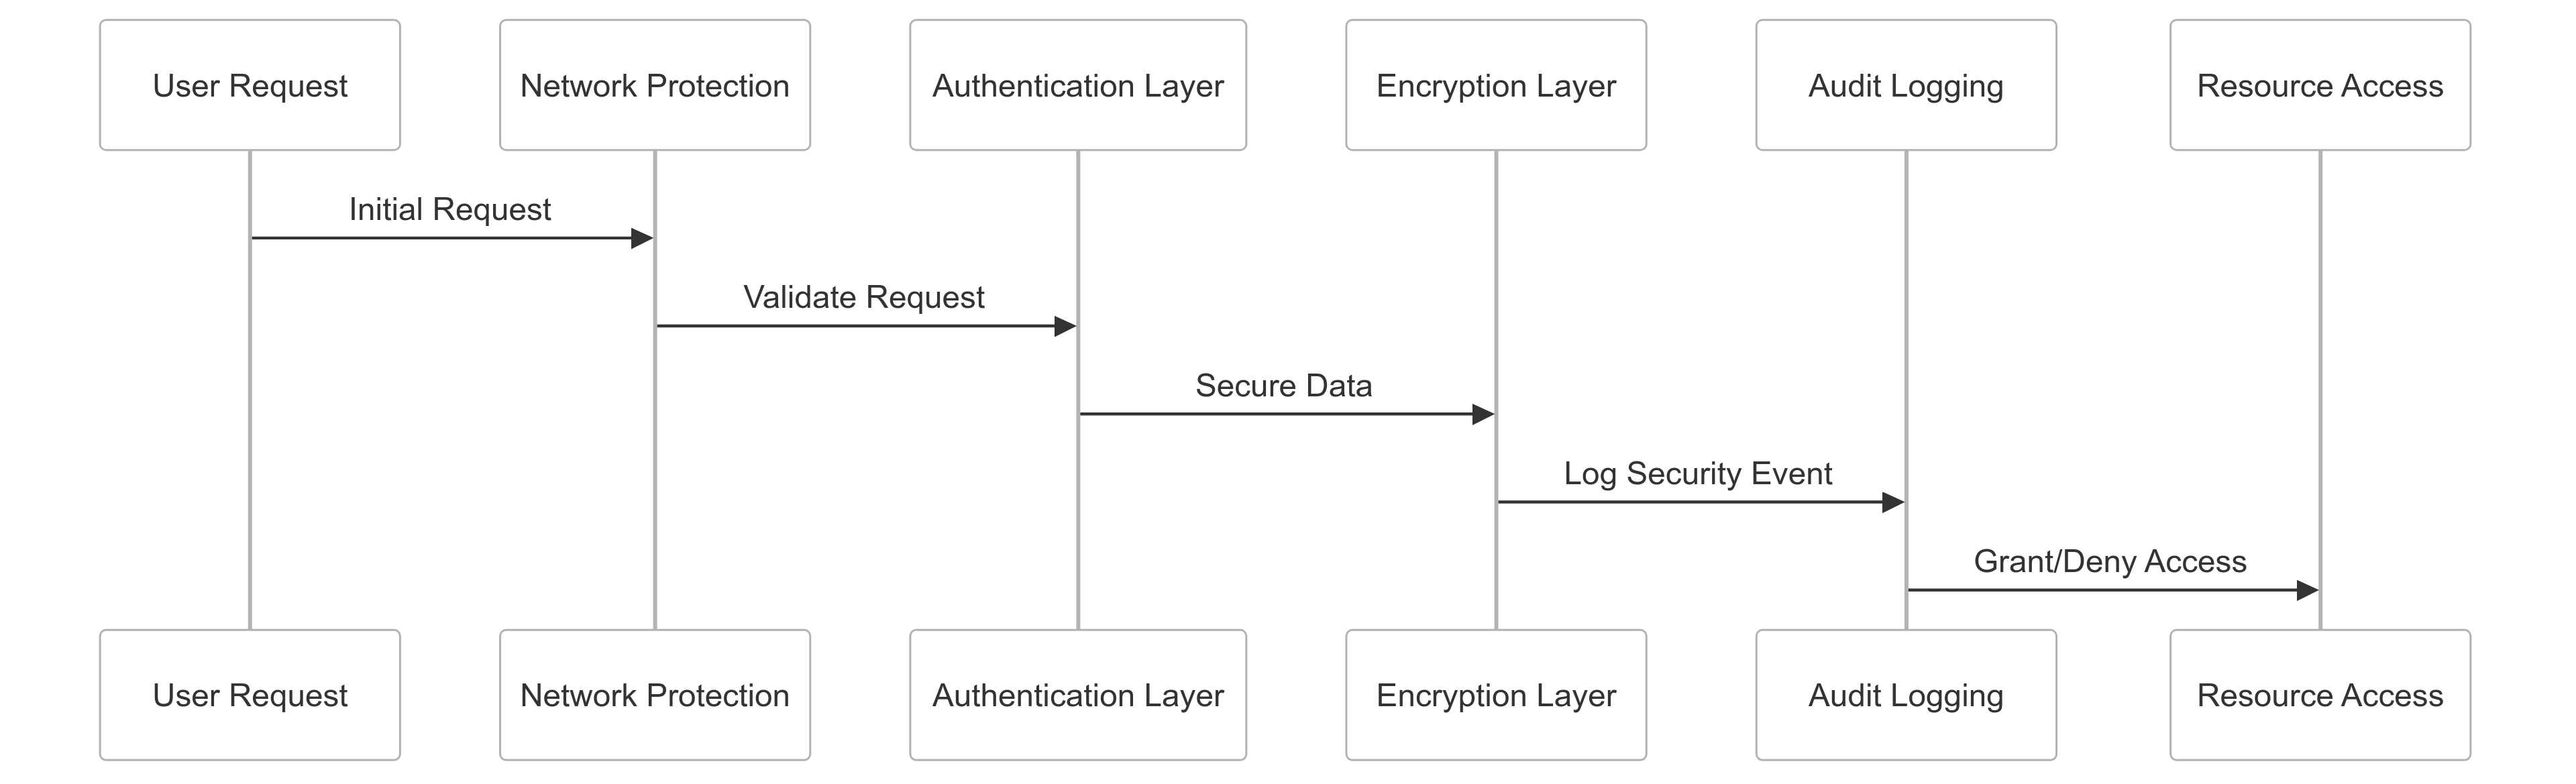 User Request
Network Protection
Authentication Layer
Encryption Layer
Audit Logging
Resource Access
Initial Request
Validate Request
Secure Data
Log Security Event
Grant/Deny Access
User Request
Network Protection
Authentication Layer
Encryption Layer
Audit Logging
Resource Access